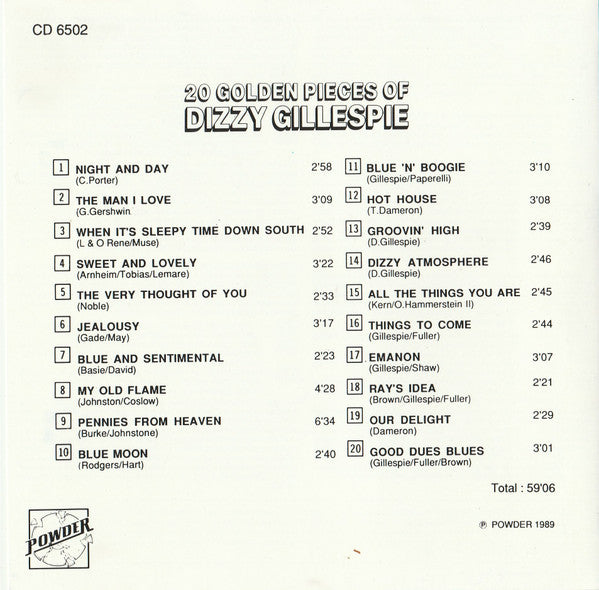 CD 6502
20 GOLDEN PIECES OF
DIZZY GILLESPIE
1 NIGHT AND DAY 2'58
(C.Porter)
2 THE MAN I LOVE 3'09
(G.Gershwin
3 WHEN IT'S SLEEPY TIME DOWN SOUTH 2'52
(L & O Rene/Muse)
4 SWEET AND LOVELY 3'22
(Arnheim/Tobias/Lemare)
5 THE VERY THOUGHT OF YOU 2'33
(Noble)
6 JEALOUSY 3'17
(Gade/May)
7 BLUE AND SENTIMENTAL 2'23
(Basie/David)
8 MY OLD FLAME 4'28
(Johnston/Coslow)
9 PENNIES FROM HEAVEN 6'34
(Burke/Johnstone)
10 BLUE MOON 2'40
(Rodgers/Hart)
11 BLUE 'N' BOOGIE 3'10
(Gillespie/Paperelli)
12 HOT HOUSE 3'08
(T.Dameron)
13 GROOVIN' HIGH 2'39
(D.Gillespie)
14 DIZZY ATMOSPHERE 2'46
(D.Gillespie)
15 ALL THE THINGS YOU ARE 2'45
(Kern/O.Hammerstein II)
16 THINGS TO COME 2'44
(Gillespie/Fuller)
17 EMANON 3'07
(Gillespie/Shaw)
18 RAY'S IDEA 2'21
(Brown/Gillespie/Fuller)
19 OUR DELIGHT 2'29
(Dameron)
20 GOOD DUES BLUES 3'01
(Gillespie/Fuller/Brown)
Total : 59'06
POWDER
℗ POWDER 1989